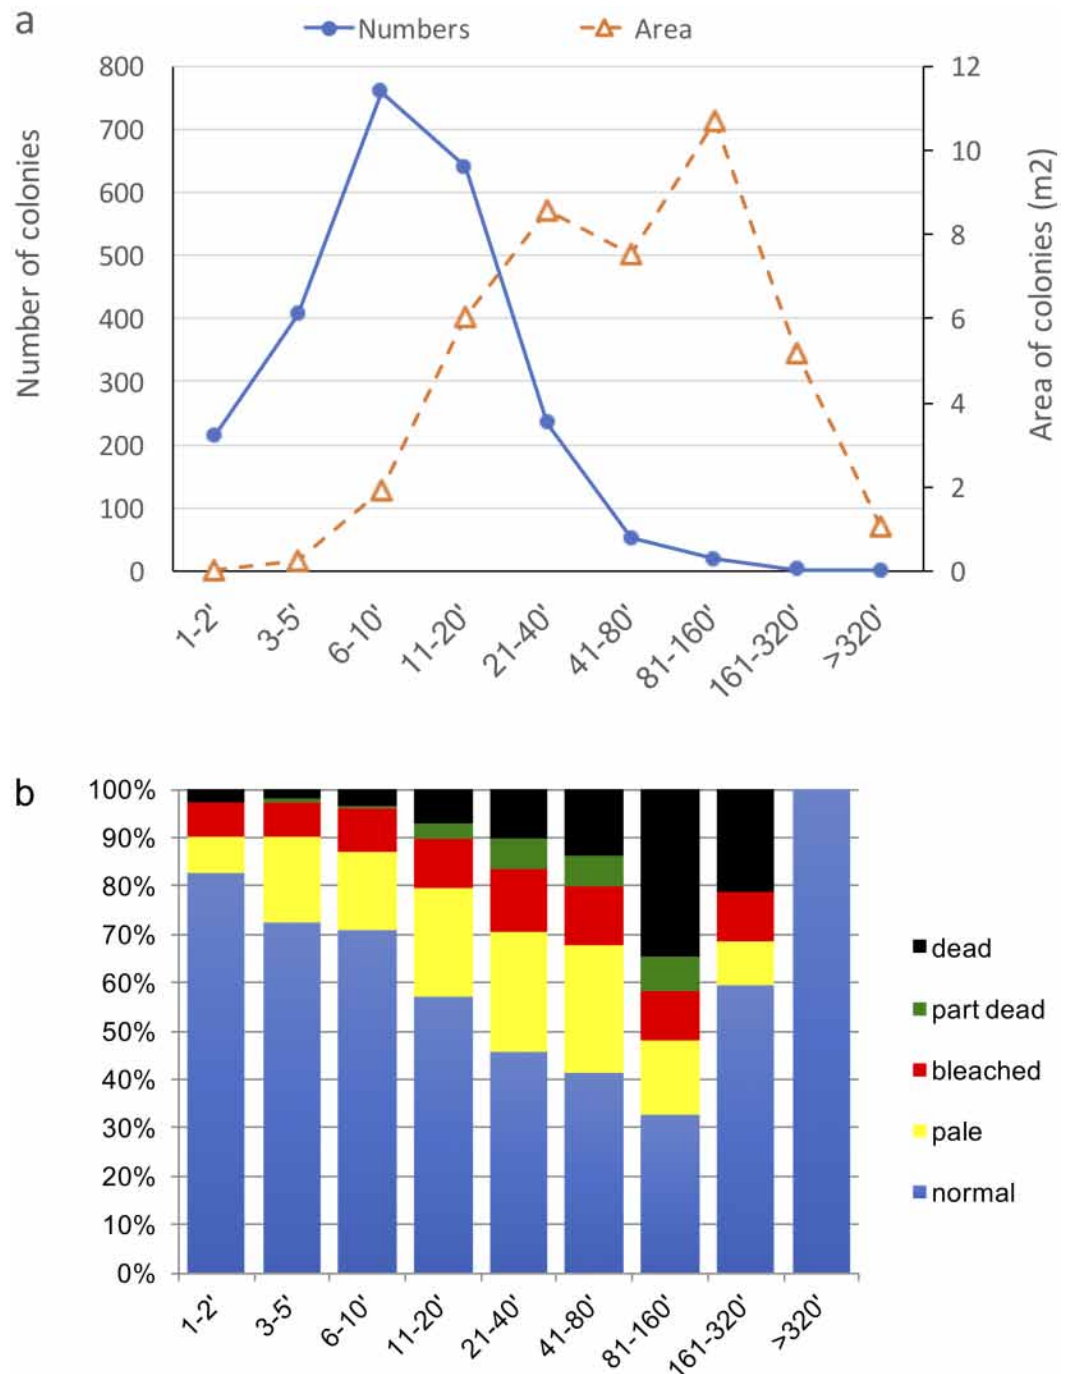 a
Numbers Area
Number of colonies
800
700
600
500
400
300
200
100
0
12
10
8
6
4
2
0
Area of colonies (m2)
1-2' 3-5' 6-10' 11-20' 21-40' 41-80' 81-160' 161-320' >320'
b
100%
90%
80%
70%
60%
50%
40%
30%
20%
10%
0%
dead
part dead
bleached
pale
normal
1-2' 3-5' 6-10' 11-20' 21-40' 41-80' 81-160' 161-320' >320'